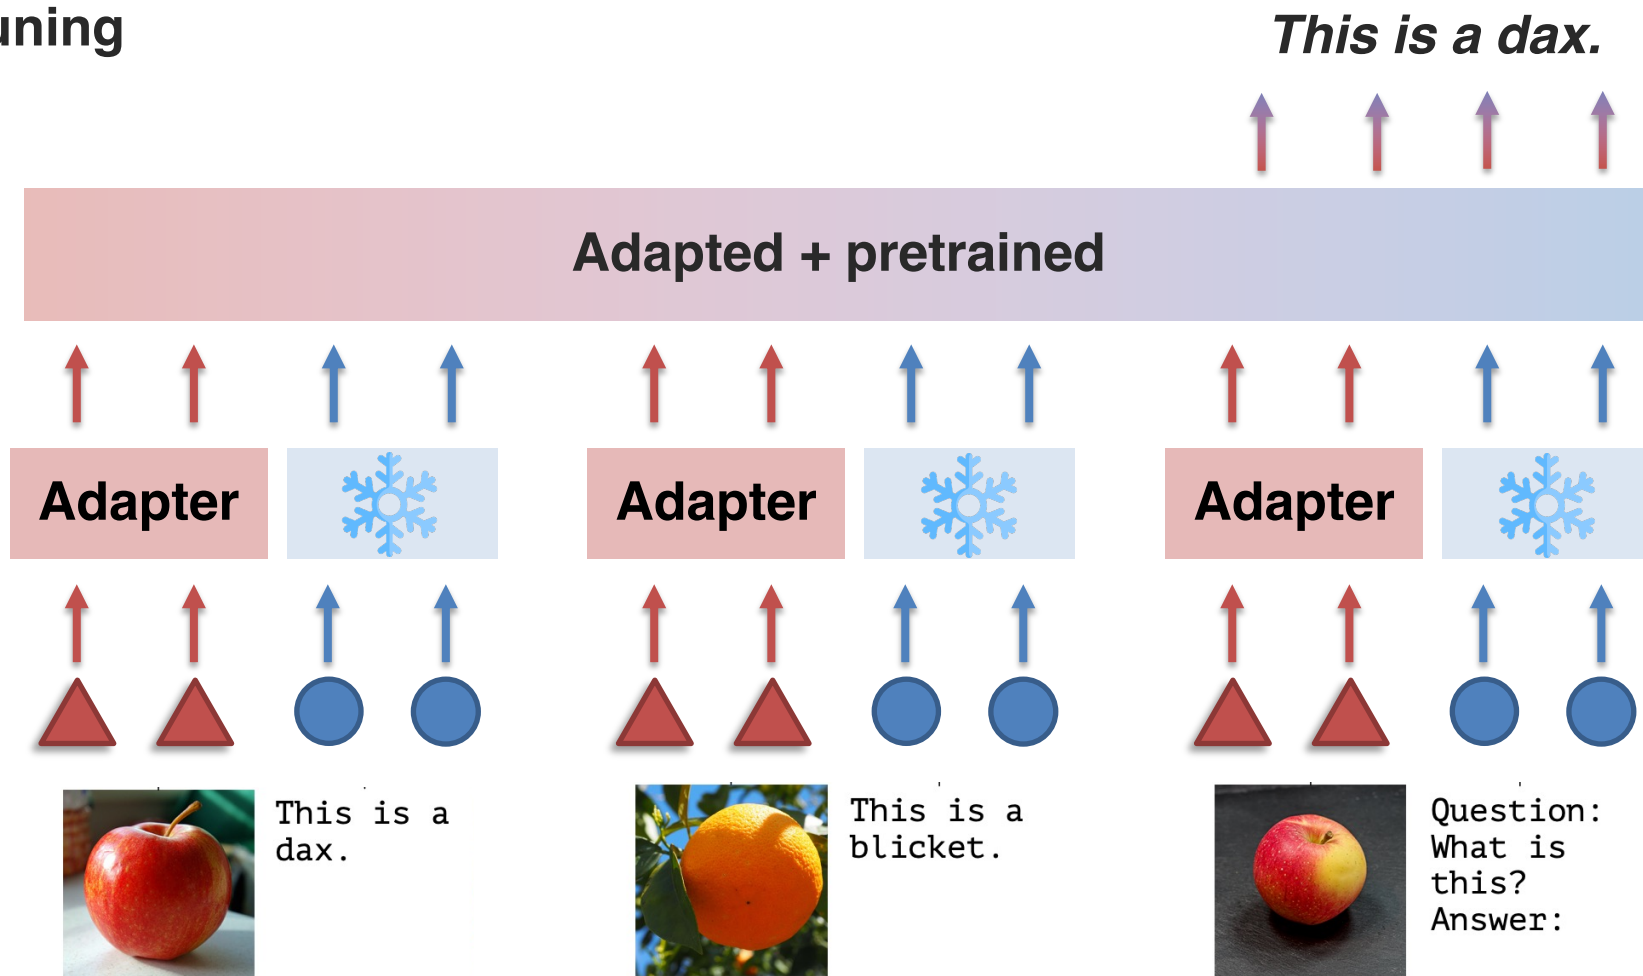 uning
This is a dax.
Adapted + pretrained
Adapter
Adapter
Adapter
This is a
dax.
This is a
blicket.
Question:
What is
this?
Answer: